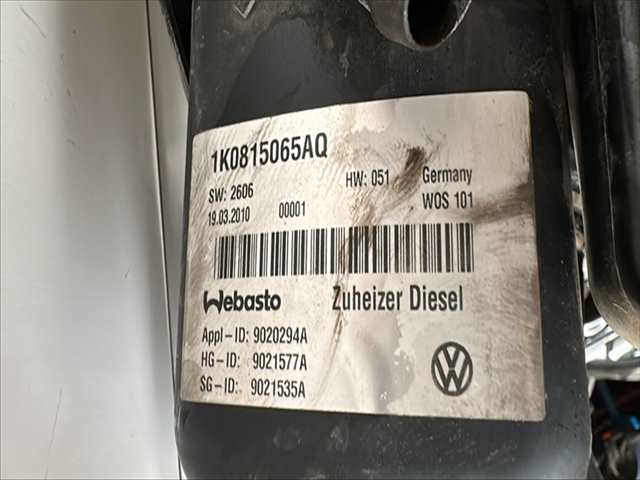 1K0815065AQ
SW: 2606 HW: 051 Germany
19.03.2010 00001 WOS 101
Webasto Zuheizer Diesel
Appl-ID: 9020294A
HG-ID: 9021577A
SG-ID: 9021535A
VW